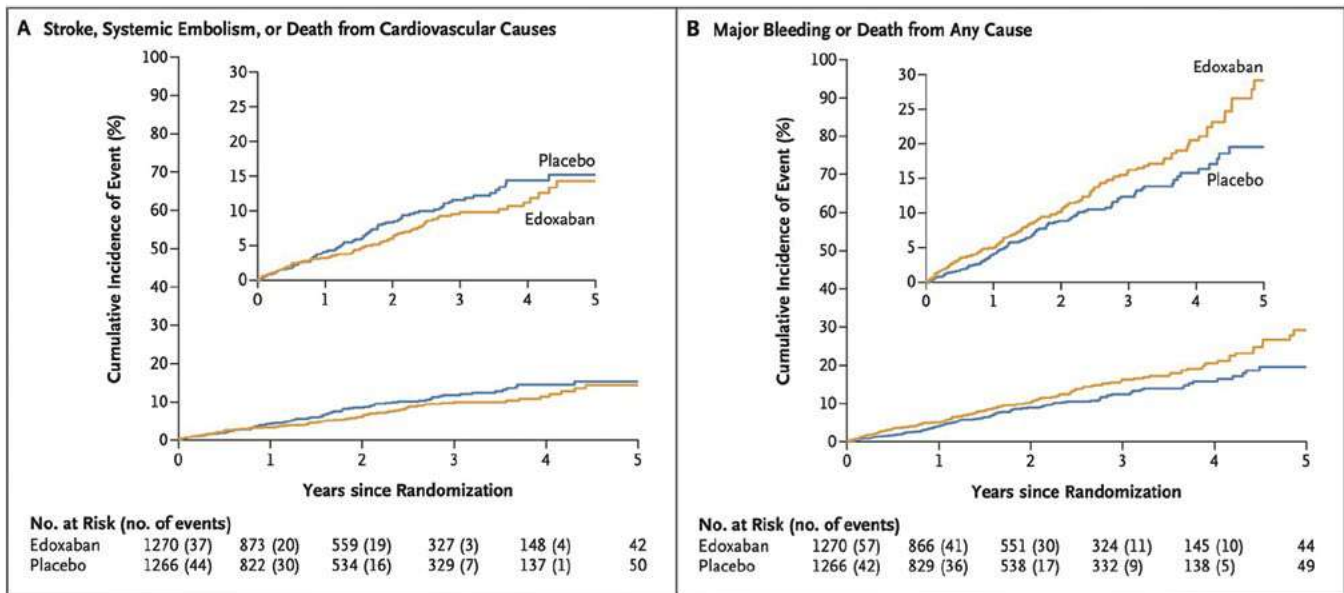 A Stroke, Systemic Embolism, or Death from Cardiovascular Causes
Cumulative Incidence of Event (%)
100
90
80
70
60
50
40
30
20
10
0
0 1 2 3 4 5
30
25
20
15
10
5
0
0 1 2 3 4 5
Placebo
Edoxaban
Years since Randomization
No. at Risk (no. of events)
Edoxaban 1270 (37) 873 (20) 559 (19) 327 (3) 148 (4) 42
Placebo 1266 (44) 822 (30) 534 (16) 329 (7) 137 (1) 50
B Major Bleeding or Death from Any Cause
Cumulative Incidence of Event (%)
100
90
80
70
60
50
40
30
20
10
0
0 1 2 3 4 5
30
25
20
15
10
5
0
0 1 2 3 4 5
Edoxaban
Placebo
Years since Randomization
No. at Risk (no. of events)
Edoxaban 1270 (57) 866 (41) 551 (30) 324 (11) 145 (10) 44
Placebo 1266 (42) 829 (36) 538 (17) 332 (9) 138 (5) 49